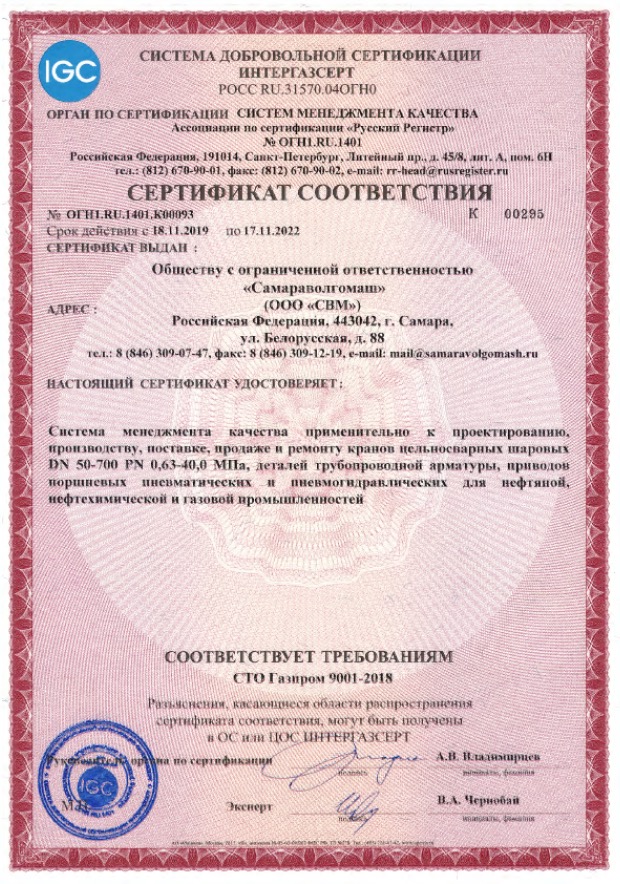 IGC
СИСТЕМА ДОБРОВОЛЬНОЙ СЕРТИФИКАЦИИ
ИНТЕРГАЗСЕРТ
РОСС RU.31570.04ОГН0
ОРГАН ПО СЕРТИФИКАЦИИ СИСТЕМ МЕНЕДЖМЕНТА КАЧЕСТВА
Ассоциации по сертификации «Русский Регистр»
№ ОГН1.RU.1401
Российская Федерация, 191014, Санкт-Петербург, Литейный пр., д. 45/8, лит. А, пом. 6Н
тел.: (812) 670-90-01, факс: (812) 670-90-02, e-mail: rr-head@rusregister.ru
СЕРТИФИКАТ СООТВЕТСТВИЯ
№ ОГН1.RU.1401.К00093 К 00295
Срок действия с 18.11.2019 по 17.11.2022
СЕРТИФИКАТ ВЫДАН :
Обществу с ограниченной ответственностью
«Самараволгомаш»
(ООО «СВМ»)
АДРЕС :
Российская Федерация, 443042, г. Самара,
ул. Белорусская, д. 88
тел.: 8 (846) 309-07-47, факс: 8 (846) 309-12-19, e-mail: mail@samaravolgomash.ru
НАСТОЯЩИЙ СЕРТИФИКАТ УДОСТОВЕРЯЕТ:
Система менеджмента качества применительно к проектированию,
производству, поставке, продаже и ремонту кранов цельносварных шаровых
DN 50-700 PN 0,63-40,0 МПа, деталей трубопроводной арматуры, приводов
поршневых пневматических и пневмогидравлических для нефтяной,
нефтехимической и газовой промышленностей
СООТВЕТСТВУЕТ ТРЕБОВАНИЯМ
СТО Газпром 9001-2018
Разъяснения, касающиеся области распространения
сертификата соответствия, могут быть получены
в ОС или ЦОС ИНТЕРГАЗСЕРТ
Руководитель органа по сертификации А.В. Владимирцев
подпись инициалы, фамилия
IGC
М.П.
Эксперт В.А. Чернобай
подпись инициалы, фамилия